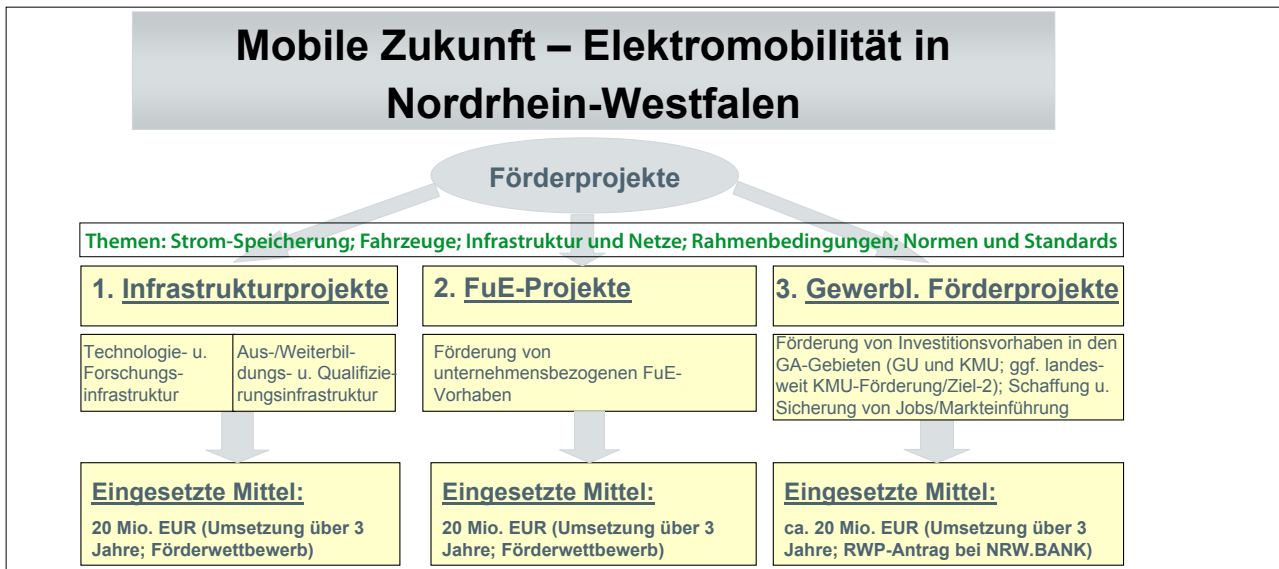 Mobile Zukunft – Elektromobilität in
Nordrhein-Westfalen
Förderprojekte
Themen: Strom-Speicherung; Fahrzeuge; Infrastruktur und Netze; Rahmenbedingungen; Normen und Standards
1. Infrastrukturprojekte
Technologie- u.
Forschungs-
infrastruktur
Aus-/Weiterbil-
dungs- u. Qualifizie-
rungsinfrastruktur
Eingesetzte Mittel:
20 Mio. EUR (Umsetzung über 3
Jahre; Förderwettbewerb)
2. FuE-Projekte
Förderung von
unternehmensbezogenen FuE-
Vorhaben
Eingesetzte Mittel:
20 Mio. EUR (Umsetzung über 3
Jahre; Förderwettbewerb)
3. Gewerbl. Förderprojekte
Förderung von Investitionsvorhaben in den
GA-Gebieten (GU und KMU; ggf. landes-
weit KMU-Förderung/Ziel-2); Schaffung u.
Sicherung von Jobs/Markteinführung
Eingesetzte Mittel:
ca. 20 Mio. EUR (Umsetzung über 3
Jahre; RWP-Antrag bei NRW.BANK)